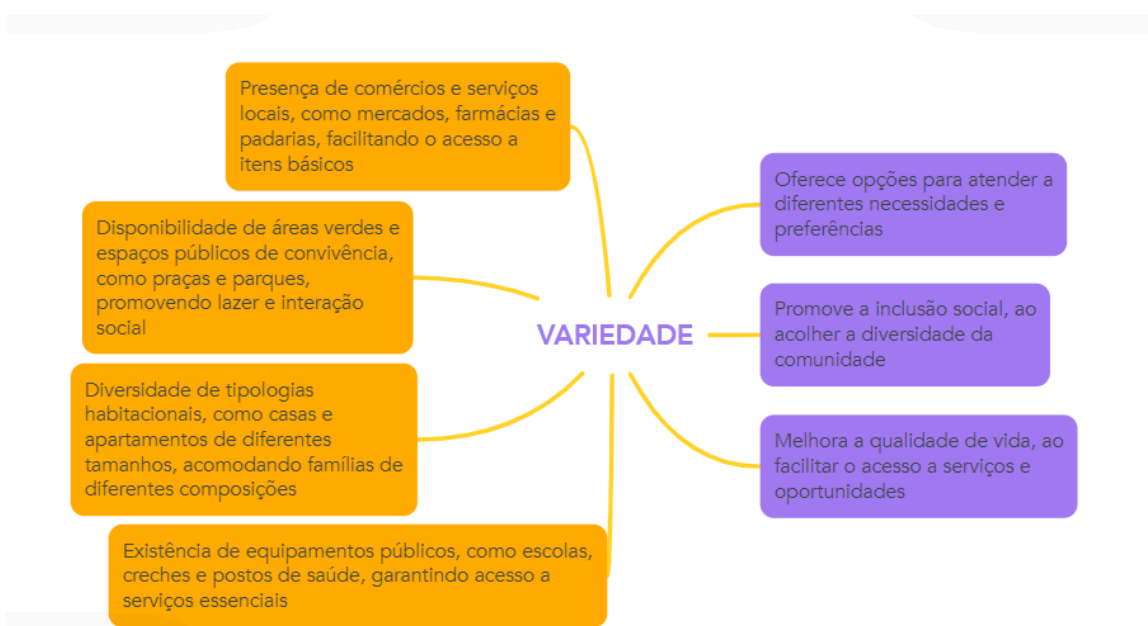 Presença de comércios e serviços
locais, como mercados, farmácias e
padarias, facilitando o acesso a
itens básicos
Disponibilidade de áreas verdes e
espaços públicos de convivência,
como praças e parques,
promovendo lazer e interação
social
Diversidade de tipologias
habitacionais, como casas e
apartamentos de diferentes
tamanhos, acomodando famílias de
diferentes composições
Existência de equipamentos públicos, como escolas,
creches e postos de saúde, garantindo acesso a
serviços essenciais
VARIEDADE
Oferece opções para atender a
diferentes necessidades e
preferências
Promove a inclusão social, ao
acolher a diversidade da
comunidade
Melhora a qualidade de vida, ao
facilitar o acesso a serviços e
oportunidades